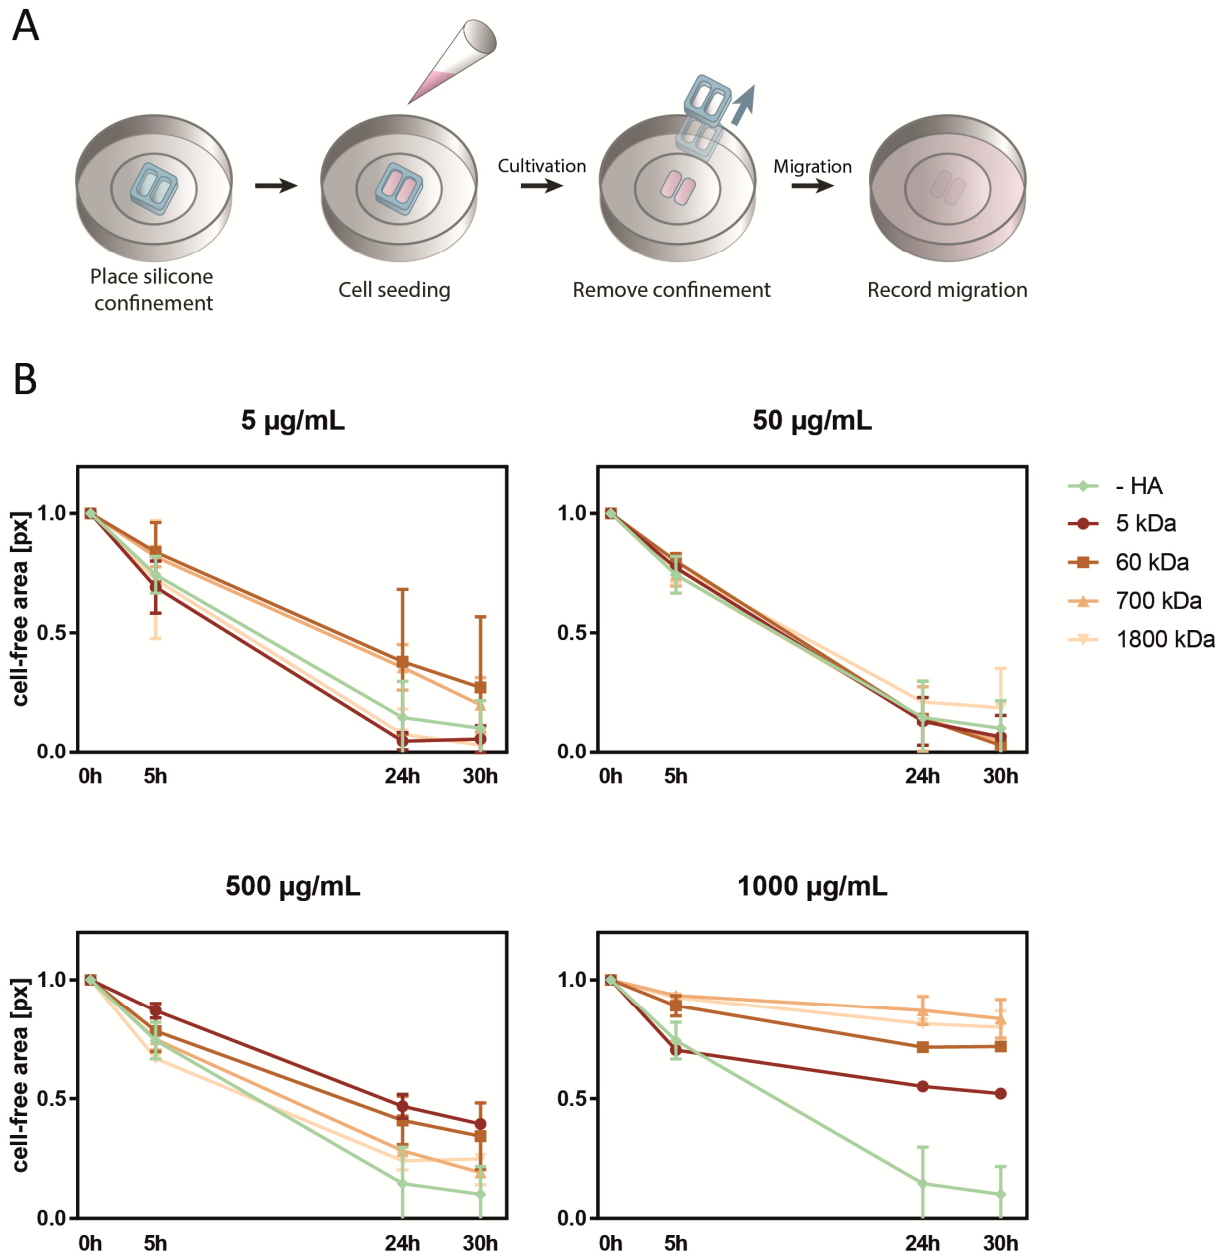 A
Cultivation
Migration
Place silicone
confinement
Cell seeding
Remove confinement
Record migration
B
5 µg/mL
50 µg/mL
cell-free area [px]
1.0
0.5
0.0
0h 5h 24h 30h
1.0
0.5
0.0
0h 5h 24h 30h
- HA
5 kDa
60 kDa
700 kDa
1800 kDa
500 µg/mL
1000 µg/mL
cell-free area [px]
1.0
0.5
0.0
0h 5h 24h 30h
1.0
0.5
0.0
0h 5h 24h 30h